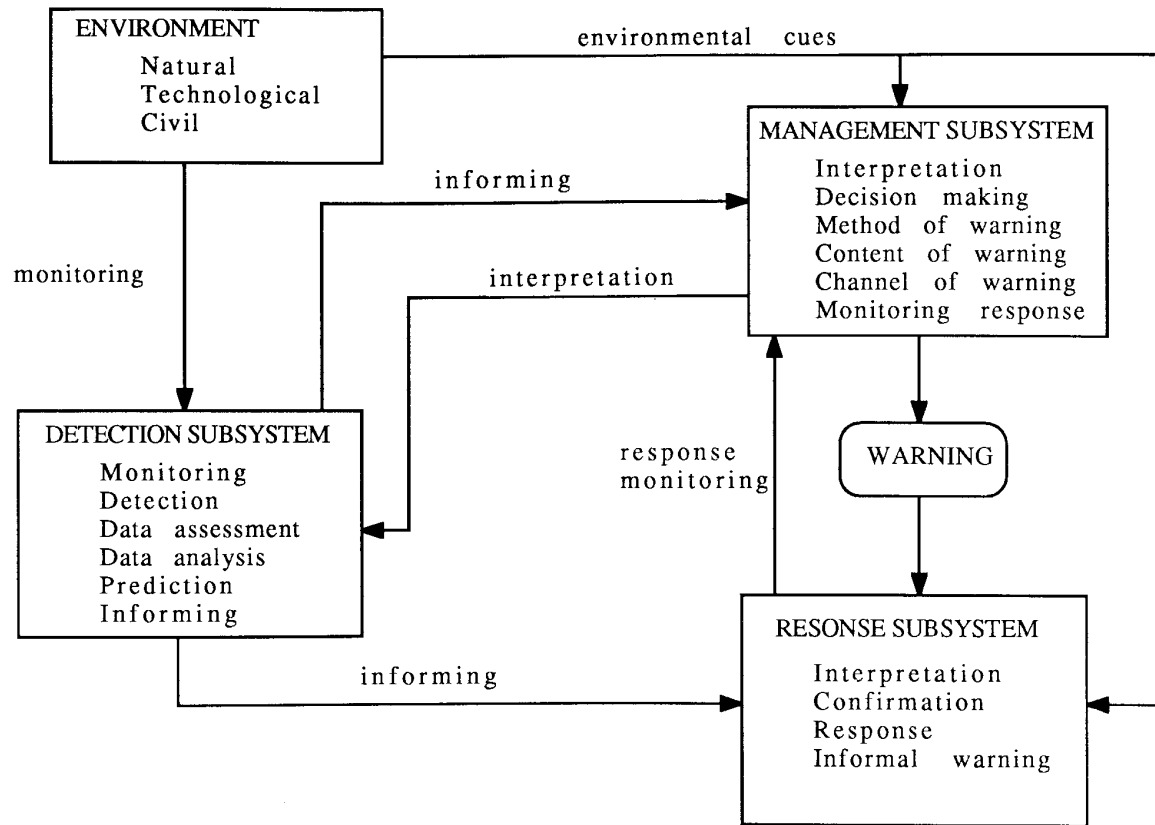 ENVIRONMENT
Natural
Technological
Civil
environmental cues
MANAGEMENT SUBSYSTEM
Interpretation
Decision making
Method of warning
Content of warning
Channel of warning
Monitoring response
informing
monitoring
interpretation
DETECTION SUBSYSTEM
Monitoring
Detection
Data assessment
Data analysis
Prediction
Informing
response
monitoring
WARNING
informing
RESONSE SUBSYSTEM
Interpretation
Confirmation
Response
Informal warning